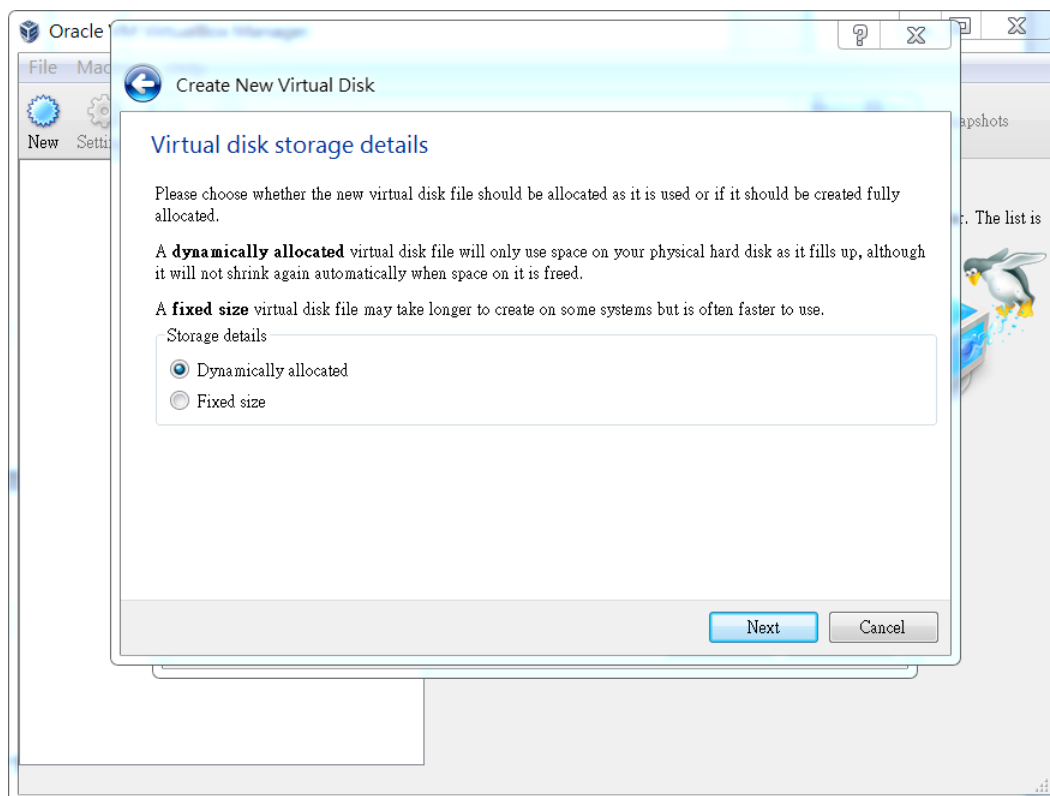 Oracle VM VirtualBox Manager
File Mac
Create New Virtual Disk
New Settin
apshots
Virtual disk storage details
Please choose whether the new virtual disk file should be allocated as it is used or if it should be created fully
allocated.
. The list is
A dynamically allocated virtual disk file will only use space on your physical hard disk as it fills up, although
it will not shrink again automatically when space on it is freed.
A fixed size virtual disk file may take longer to create on some systems but is often faster to use.
Storage details
Dynamically allocated
Fixed size
Next Cancel